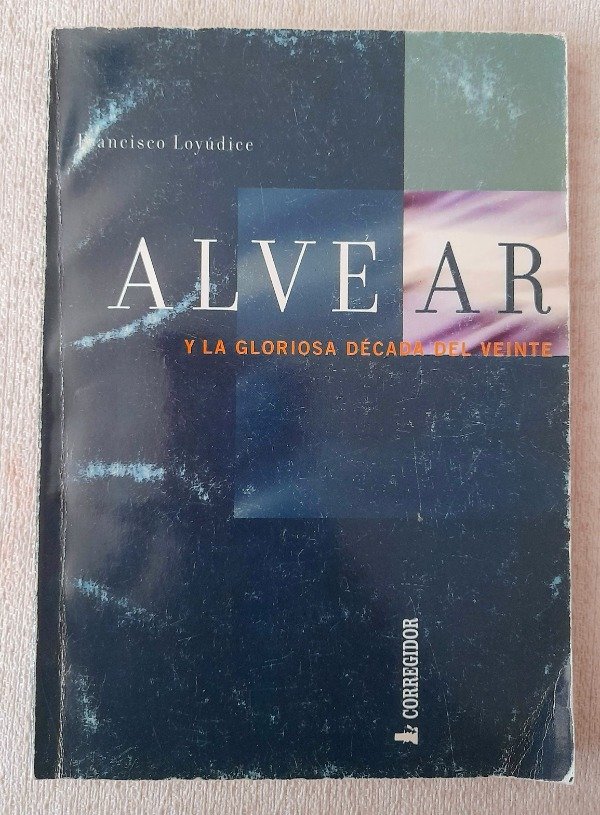 Francisco Loyúdice
ALVEAR
Y LA GLORIOSA DÉCADA DEL VEINTE
CORREGIDOR